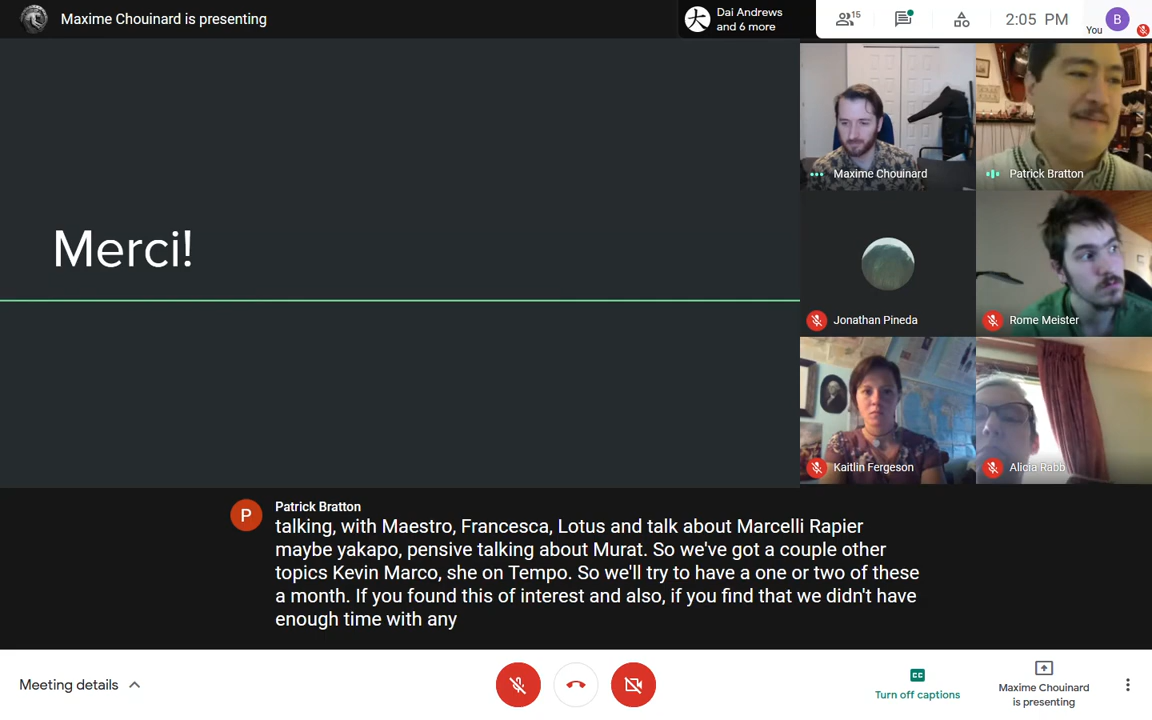 Maxime Chouinard is presenting
Dai Andrews
and 6 more
15
2:05 PM
You
B
Merci!
Maxime Chouinard
Patrick Bratton
Jonathan Pineda
Rome Meister
Kaitlin Fergeson
Alicia Rabb
P
Patrick Bratton
talking, with Maestro, Francesca, Lotus and talk about Marcelli Rapier
maybe yakapo, pensive talking about Murat. So we've got a couple other
topics Kevin Marco, she on Tempo. So we'll try to have a one or two of these
a month. If you found this of interest and also, if you find that we didn't have
enough time with any
Meeting details
CC
Turn off captions
Maxime Chouinard
is presenting